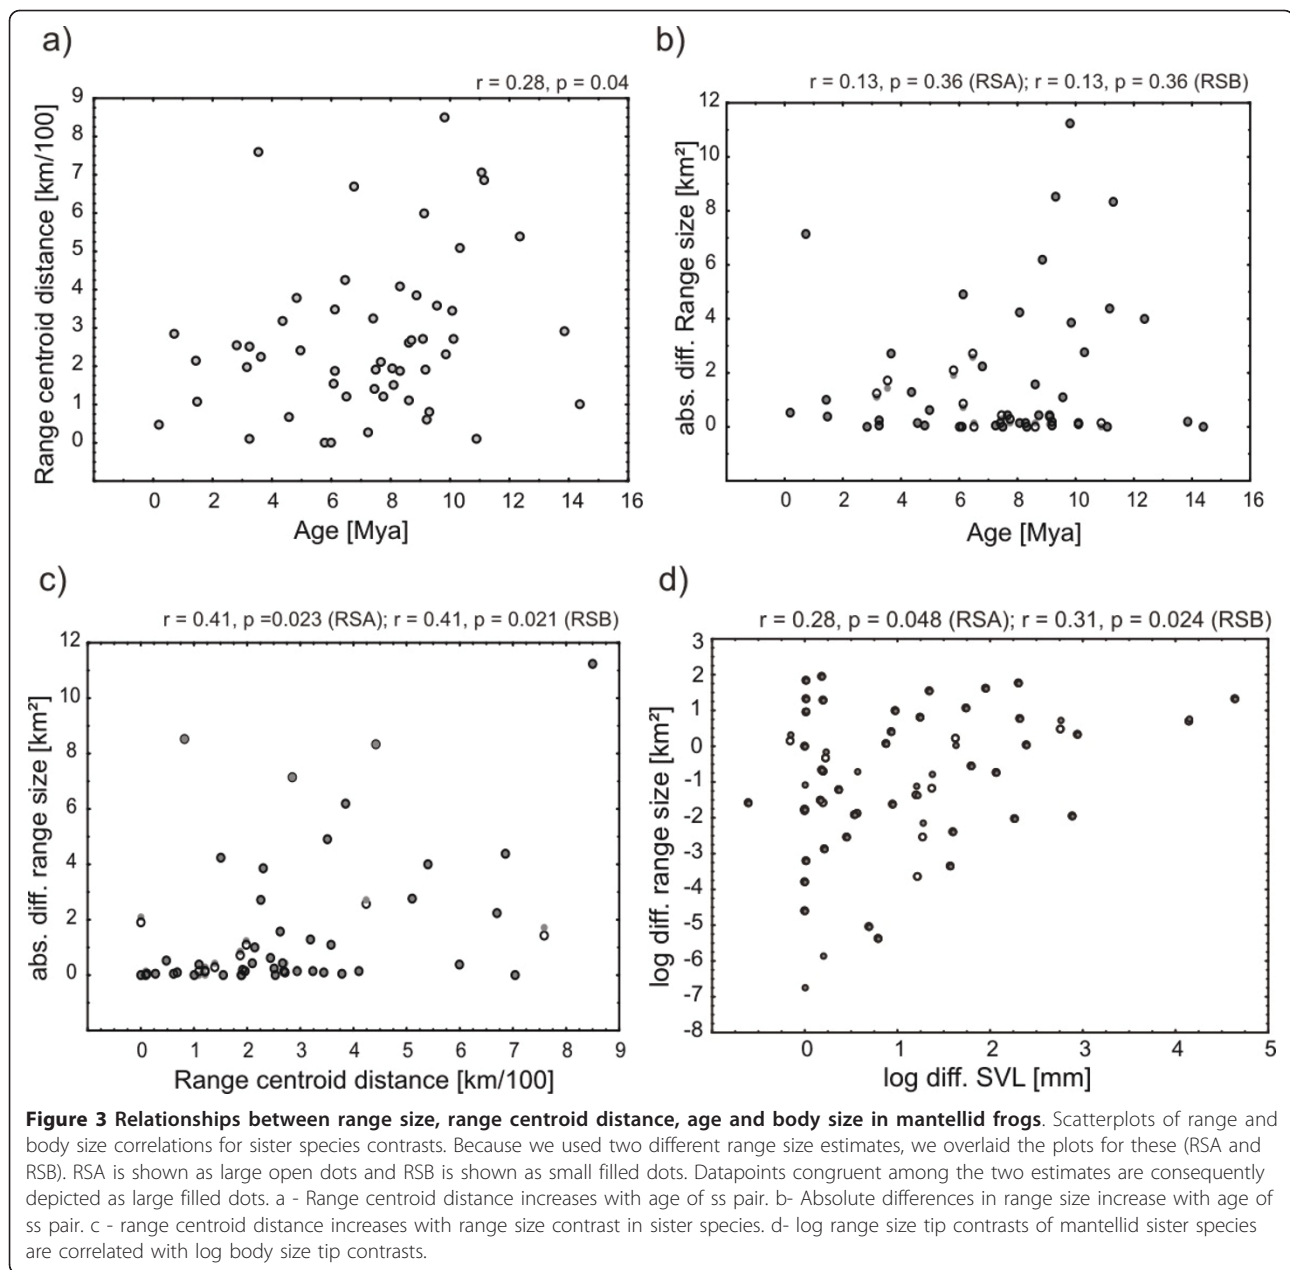 a)
r = 0.28, p = 0.04
Range centroid distance [km/100]
9
8
7
6
5
4
3
2
1
0
0 2 4 6 8 10 12 14 16
Age [Mya]
b)
r = 0.13, p = 0.36 (RSA); r = 0.13, p = 0.36 (RSB)
abs. diff. Range size [km²]
12
10
8
6
4
2
0
0 2 4 6 8 10 12 14 16
Age [Mya]
c)
r = 0.41, p =0.023 (RSA); r = 0.41, p = 0.021 (RSB)
abs. diff. range size [km²]
12
10
8
6
4
2
0
0 1 2 3 4 5 6 7 8 9
Range centroid distance [km/100]
d)
r = 0.28, p = 0.048 (RSA); r = 0.31, p = 0.024 (RSB)
log diff. range size [km²]
3
2
1
0
-1
-2
-3
-4
-5
-6
-7
-8
0 1 2 3 4 5
log diff. SVL [mm]
Figure 3 Relationships between range size, range centroid distance, age and body size in mantellid frogs. Scatterplots of range and
body size correlations for sister species contrasts. Because we used two different range size estimates, we overlaid the plots for these (RSA and
RSB). RSA is shown as large open dots and RSB is shown as small filled dots. Datapoints congruent among the two estimates are consequently
depicted as large filled dots. a - Range centroid distance increases with age of ss pair. b- Absolute differences in range size increase with age of
ss pair. c - range centroid distance increases with range size contrast in sister species. d- log range size tip contrasts of mantellid sister species
are correlated with log body size tip contrasts.